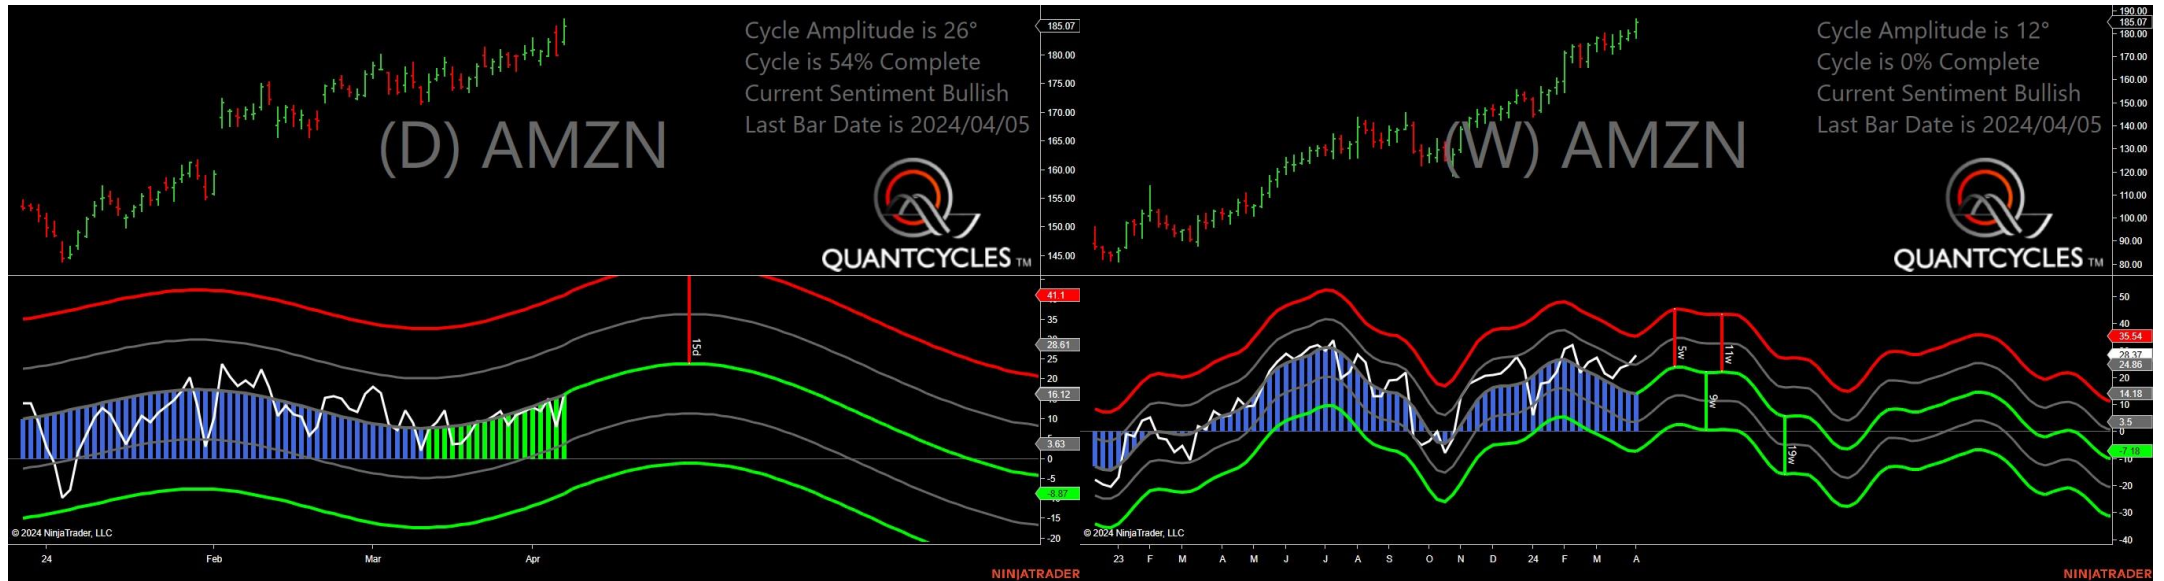 Cycle Amplitude is 26°
Cycle is 54% Complete
Current Sentiment Bullish
Last Bar Date is 2024/04/05
(D) AMZN
QUANTCYCLES TM
185.07
180.00
175.00
170.00
165.00
160.00
155.00
150.00
145.00
41.1
35
28.61
25
20
16.12
10
3.63
0
-5
-8.87
-15
-20
15d
© 2024 NinjaTrader, LLC
24 Feb Mar Apr
NINJATRADER
Cycle Amplitude is 12°
Cycle is 0% Complete
Current Sentiment Bullish
Last Bar Date is 2024/04/05
(W) AMZN
QUANTCYCLES TM
190.00
185.07
180.00
170.00
160.00
150.00
140.00
130.00
120.00
110.00
100.00
90.00
80.00
50
40
35.54
28.37
24.86
20
14.18
10
3.5
0
-7.18
-10
-20
-30
-40
5w
11w
9w
19w
© 2024 NinjaTrader, LLC
23 F M A M J J A S O N D 24 F M A
NINJATRADER